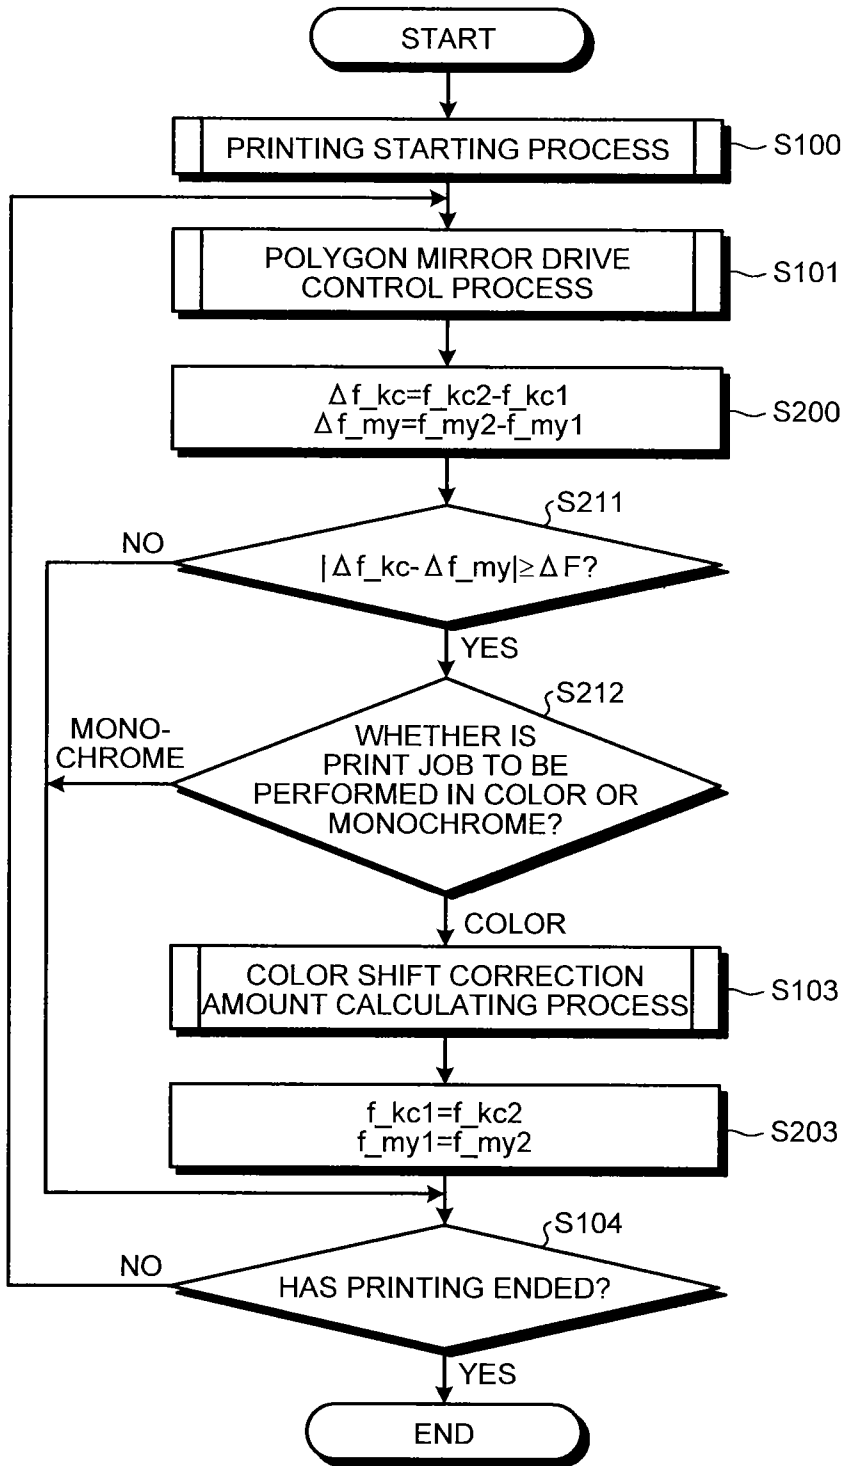 START
PRINTING STARTING PROCESS
S100
POLYGON MIRROR DRIVE
CONTROL PROCESS
S101
Δf_kc=f_kc2-f_kc1
Δf_my=f_my2-f_my1
S200
S211
NO
|Δf_kc-Δf_my|≥ΔF?
YES
S212
MONO-
CHROME
WHETHER IS
PRINT JOB TO BE
PERFORMED IN COLOR OR
MONOCHROME?
COLOR
COLOR SHIFT CORRECTION
AMOUNT CALCULATING PROCESS
S103
f_kc1=f_kc2
f_my1=f_my2
S203
S104
NO
HAS PRINTING ENDED?
YES
END